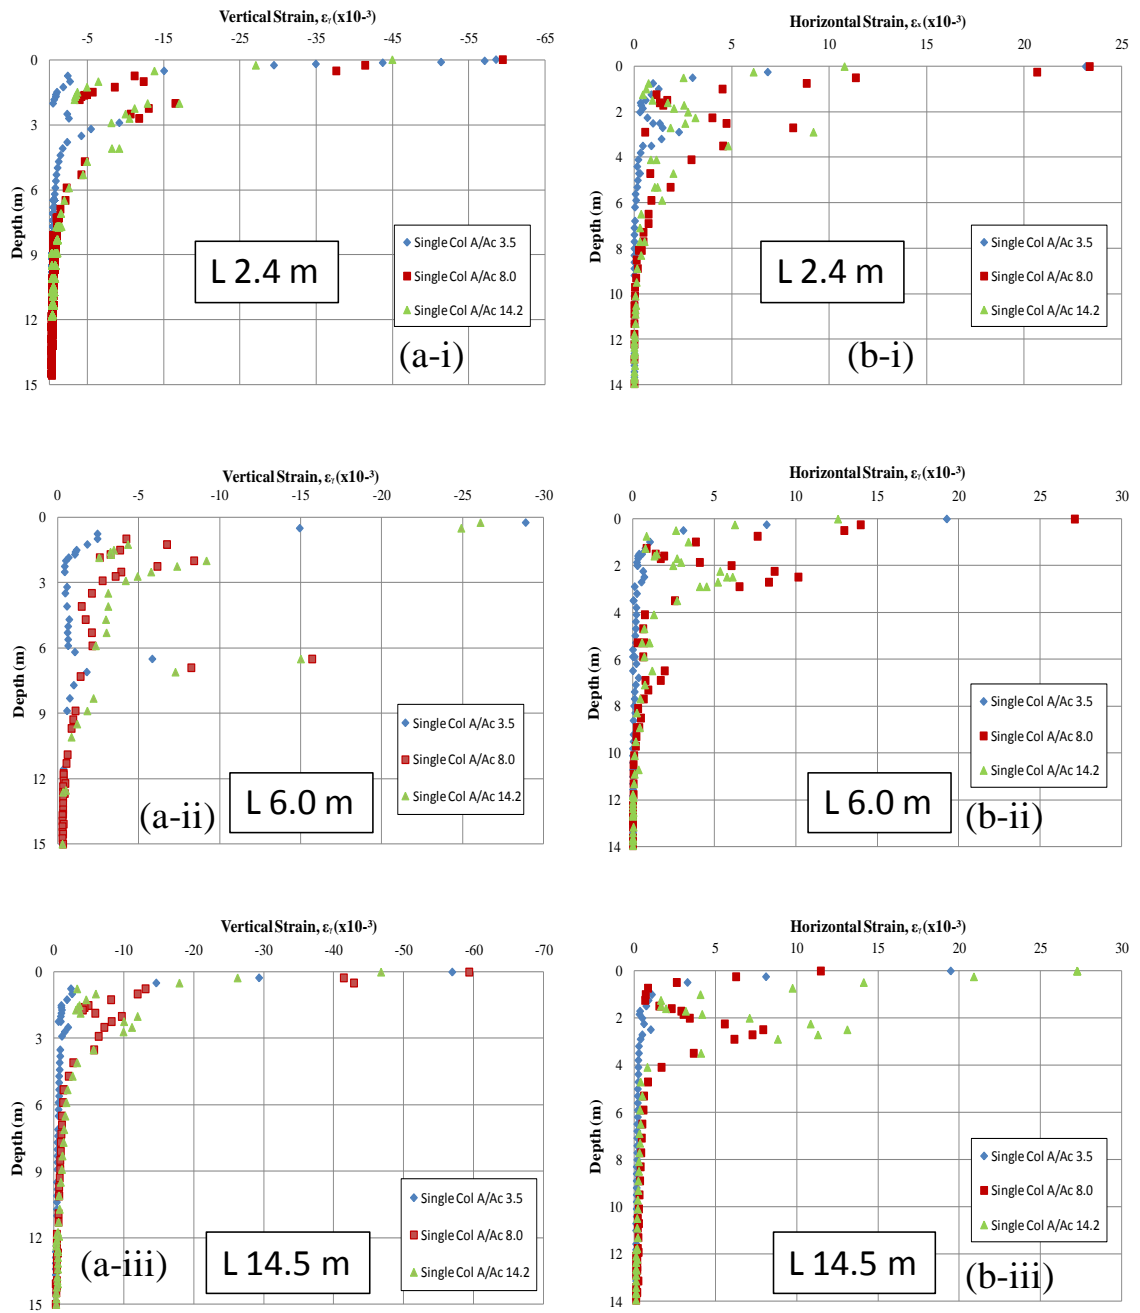 Vertical Strain, εᵧ (x10⁻³)
-5 -15 -25 -35 -45 -55 -65
0
3
6
9
12
15
Depth (m)
Single Col A/Ac 3.5
Single Col A/Ac 8.0
Single Col A/Ac 14.2
L 2.4 m
(a-i)
Horizontal Strain, εₓ (x10⁻³)
0 5 10 15 20 25
0
2
4
6
8
10
12
14
Depth (m)
Single Col A/Ac 3.5
Single Col A/Ac 8.0
Single Col A/Ac 14.2
L 2.4 m
(b-i)
Vertical Strain, εᵧ (x10⁻³)
0 -5 -10 -15 -20 -25 -30
0
3
6
9
12
15
Depth (m)
Single Col A/Ac 3.5
Single Col A/Ac 8.0
Single Col A/Ac 14.2
(a-ii)
L 6.0 m
Horizontal Strain, εᵧ (x10⁻³)
0 5 10 15 20 25 30
0
2
4
6
8
10
12
14
Depth (m)
Single Col A/Ac 3.5
Single Col A/Ac 8.0
Single Col A/Ac 14.2
L 6.0 m
(b-ii)
Vertical Strain, εᵧ (x10⁻³)
0 -10 -20 -30 -40 -50 -60 -70
0
3
6
9
12
15
Depth (m)
Single Col A/Ac 3.5
Single Col A/Ac 8.0
Single Col A/Ac 14.2
(a-iii)
L 14.5 m
Horizontal Strain, εᵧ (x10⁻³)
0 5 10 15 20 25 30
0
2
4
6
8
10
12
14
Depth (m)
Single Col A/Ac 3.5
Single Col A/Ac 8.0
Single Col A/Ac 14.2
L 14.5 m
(b-iii)